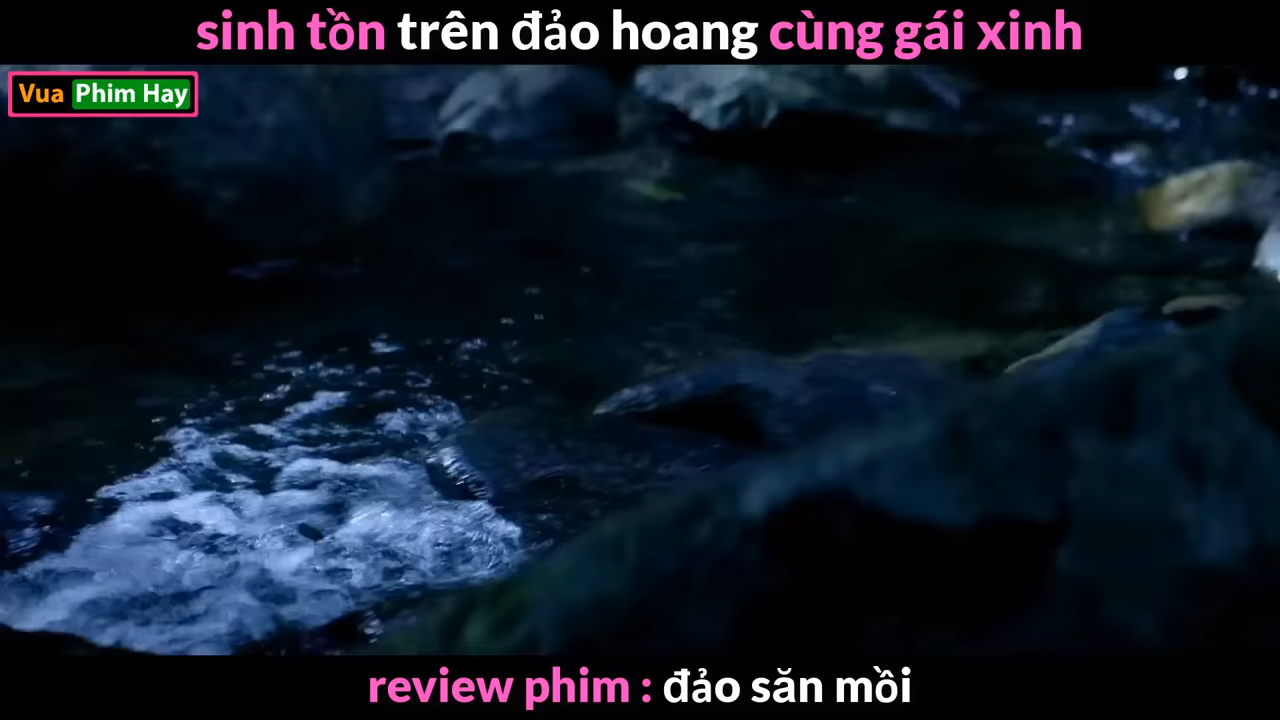 sinh tồn trên đảo hoang cùng gái xinh
Vua Phim Hay
review phim : đảo săn mồi